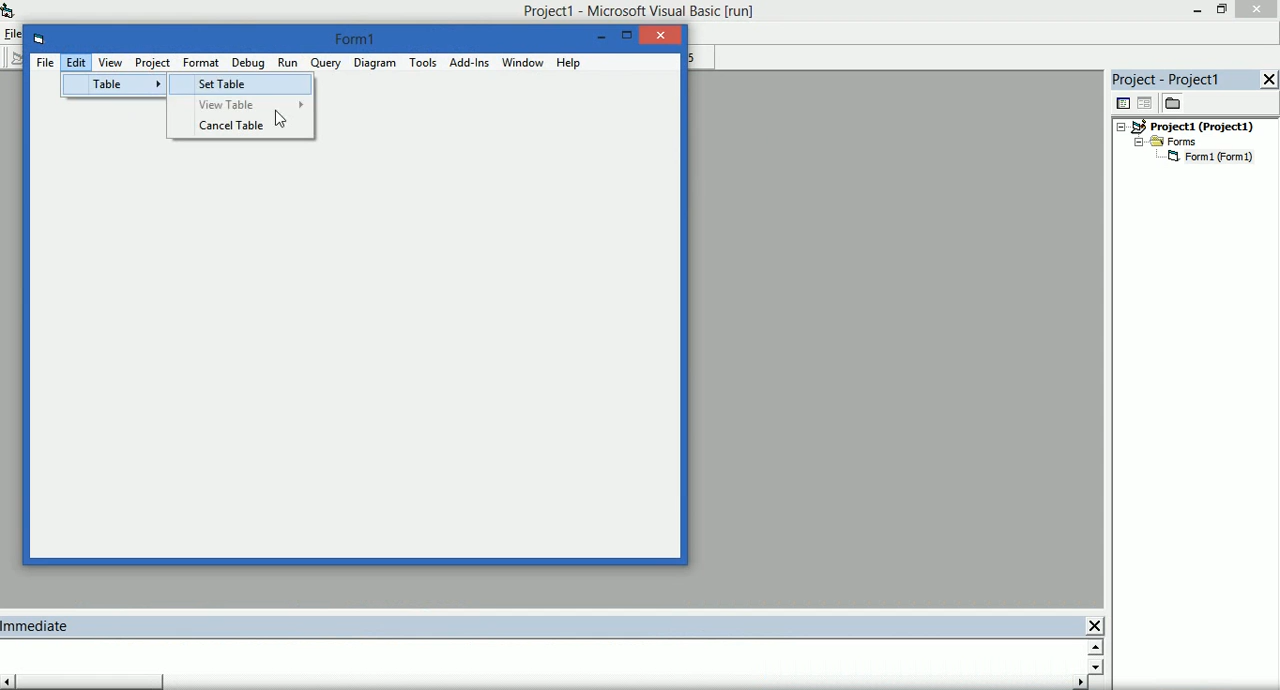 Project1 - Microsoft Visual Basic [run]
File
Form1
5
File Edit View Project Format Debug Run Query Diagram Tools Add-Ins Window Help
Table
Set Table
View Table
Cancel Table
Project - Project1
Project1 (Project1)
Forms
Form1 (Form1)
Immediate